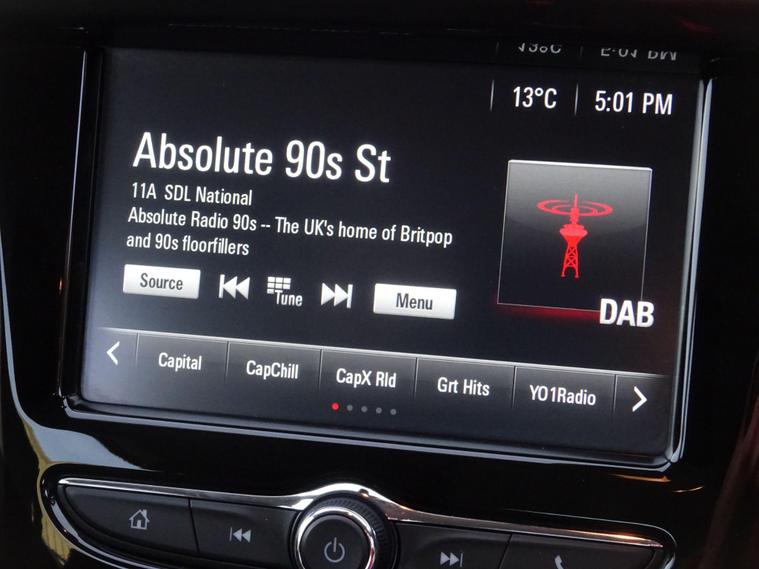 13°C 5:01 PM
Absolute 90s St
11A SDL National
Absolute Radio 90s -- The UK's home of Britpop
and 90s floorfillers
DAB
Source Tune Menu
Capital CapChill CapX Rld Grt Hits YO1Radio